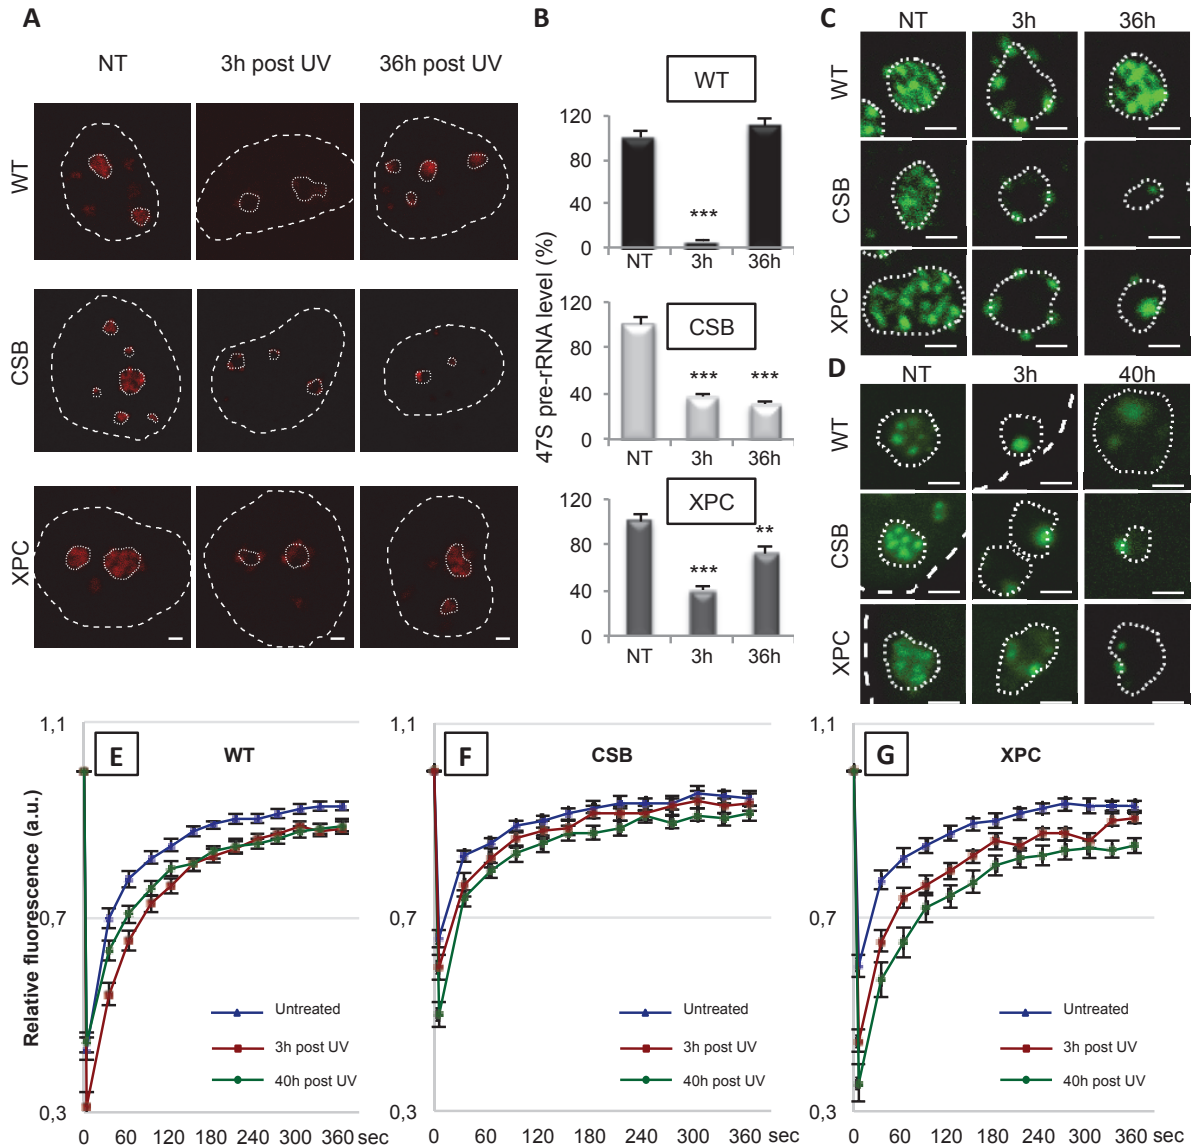 A
NT
3h post UV
36h post UV
WT
CSB
XPC
B
47S pre-rRNA level (%)
WT
120
80
40
0
***
NT
3h
36h
CSB
120
80
40
0
***
***
NT
3h
36h
XPC
120
80
40
0
***
**
NT
3h
36h
C
NT
3h
36h
WT
CSB
XPC
D
NT
3h
40h
WT
CSB
XPC
Relative fluorescence (a.u.)
1,1
0,7
0,3
E
WT
Untreated
3h post UV
40h post UV
0 60 120 180 240 300 360 sec
1,1
0,7
0,3
F
CSB
Untreated
3h post UV
40h post UV
0 60 120 180 240 300 360 sec
1,1
0,7
0,3
G
XPC
Untreated
3h post UV
40h post UV
0 60 120 180 240 300 360 sec